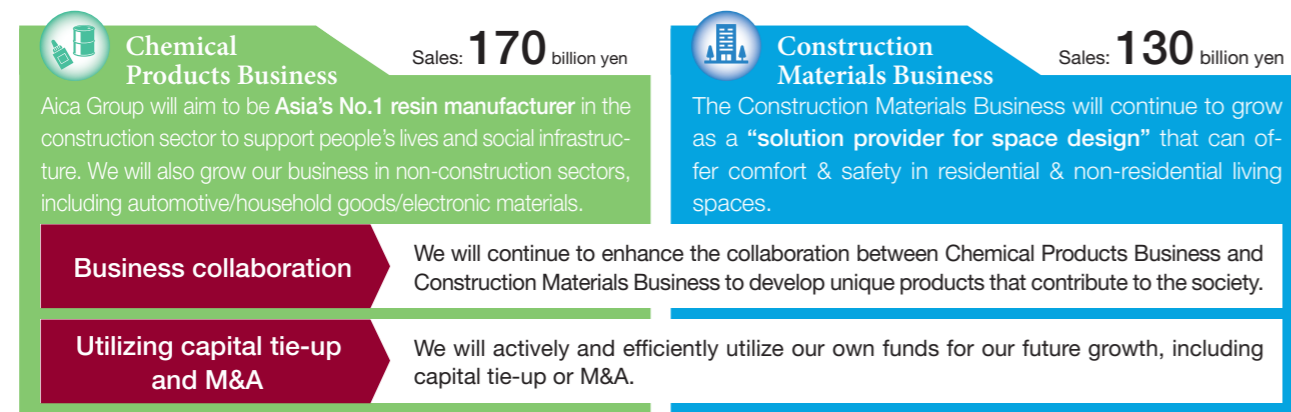 Chemical
Products Business
Sales: 170 billion yen
Aica Group will aim to be Asia's No.1 resin manufacturer in the
construction sector to support people's lives and social infrastruc-
ture. We will also grow our business in non-construction sectors,
including automotive/household goods/electronic materials.
Construction
Materials Business
Sales: 130 billion yen
The Construction Materials Business will continue to grow
as a “solution provider for space design” that can of-
fer comfort & safety in residential & non-residential living
spaces.
Business collaboration
We will continue to enhance the collaboration between Chemical Products Business and
Construction Materials Business to develop unique products that contribute to the society.
Utilizing capital tie-up
and M&A
We will actively and efficiently utilize our own funds for our future growth, including
capital tie-up or M&A.